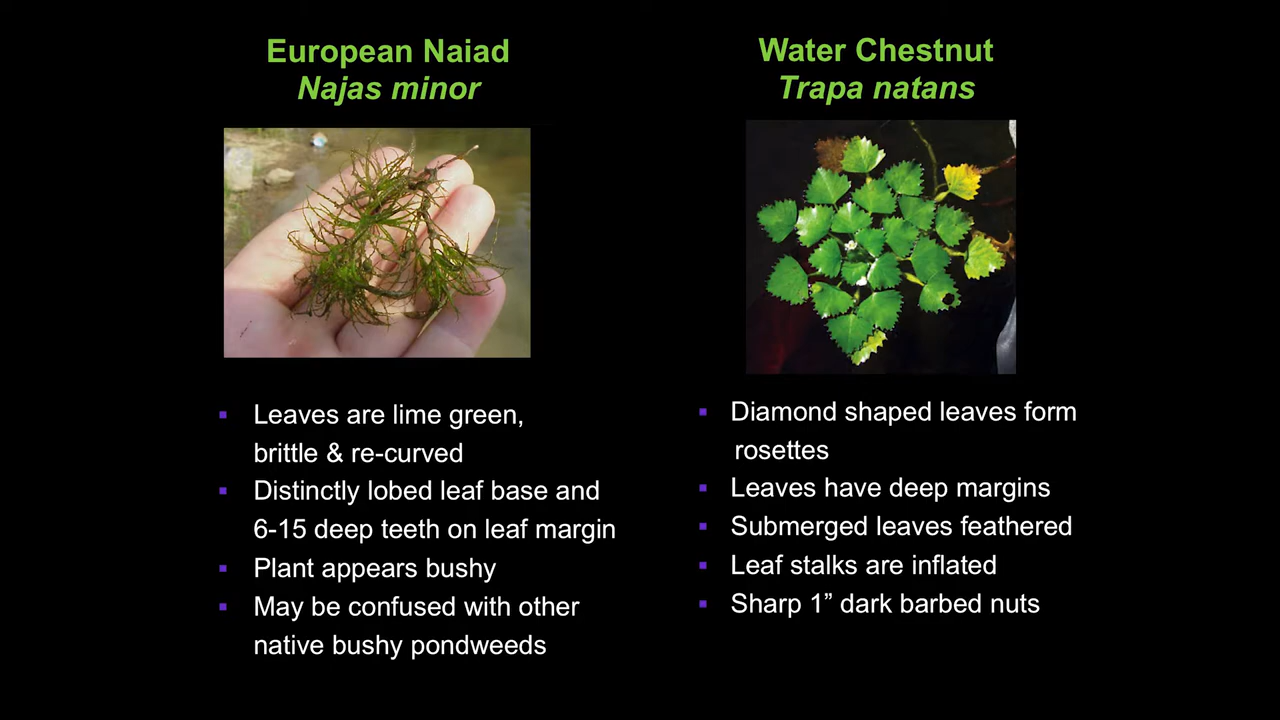 European Naiad
Najas minor
▪ Leaves are lime green,
brittle & re-curved
▪ Distinctly lobed leaf base and
6-15 deep teeth on leaf margin
▪ Plant appears bushy
▪ May be confused with other
native bushy pondweeds
Water Chestnut
Trapa natans
▪ Diamond shaped leaves form
rosettes
▪ Leaves have deep margins
▪ Submerged leaves feathered
▪ Leaf stalks are inflated
▪ Sharp 1” dark barbed nuts